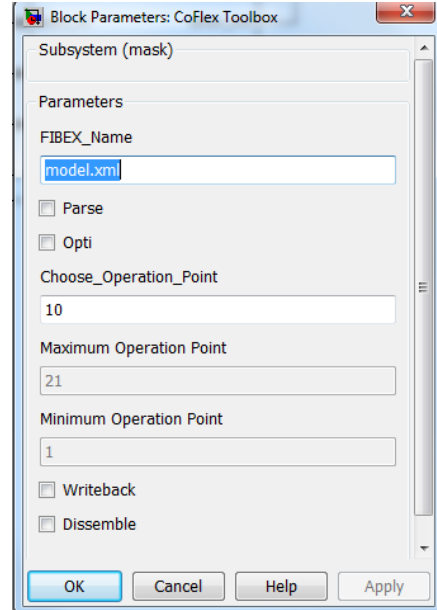 Block Parameters: CoFlex Toolbox
Subsystem (mask)
Parameters
FIBEX_Name
model.xml
Parse
Opti
Choose_Operation_Point
10
Maximum Operation Point
21
Minimum Operation Point
1
Writeback
Dissemble
OK Cancel Help Apply